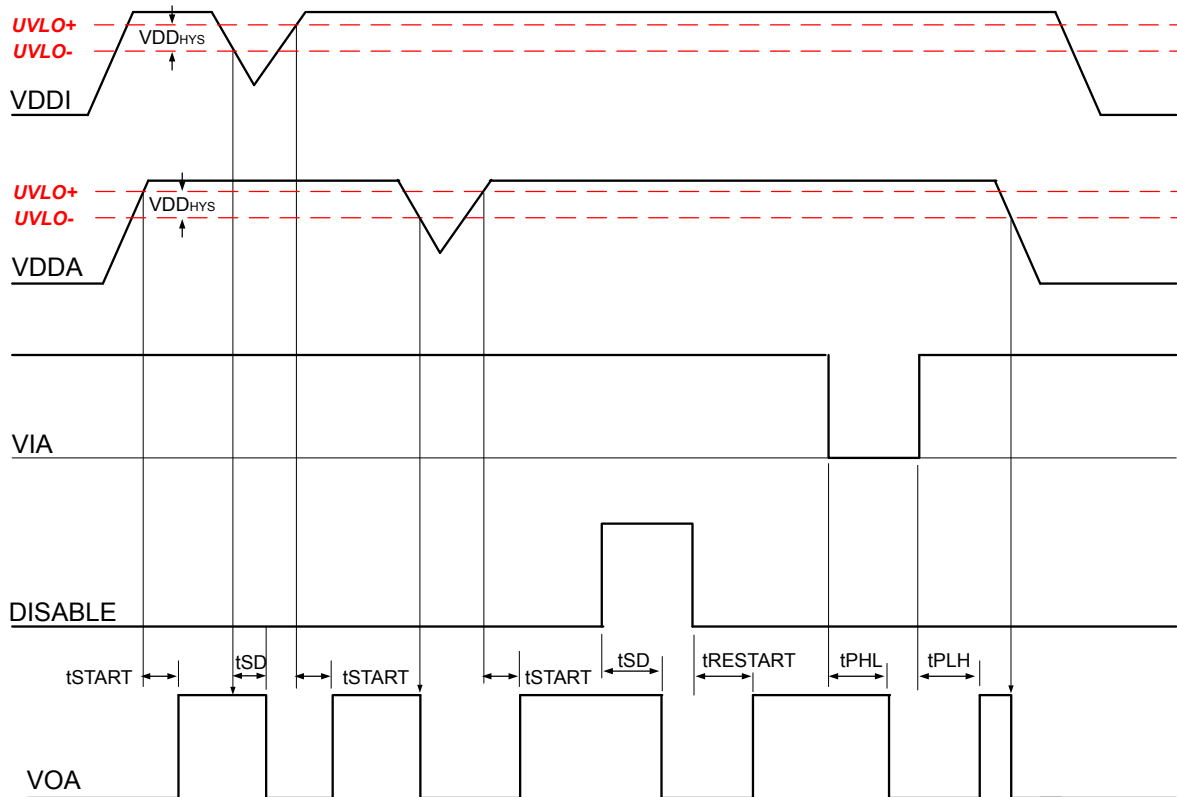 UVLO+
VDDHYS
UVLO-
VDDI
UVLO+
VDDHYS
UVLO-
VDDA
VIA
DISABLE
tSTART
tSD
tSTART
tSTART
tSD
tRESTART
tPHL
tPLH
VOA